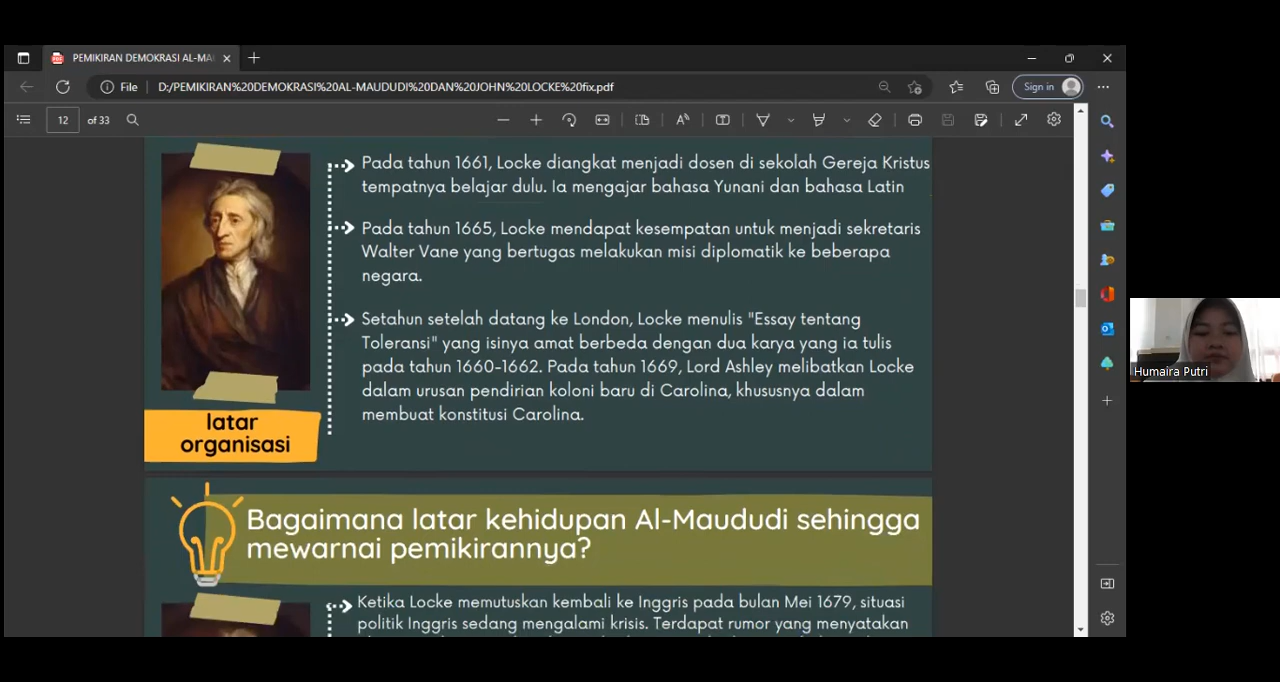 PEMIKIRAN DEMOKRASI AL-MA
File
D:/PEMIKIRAN%20DEMOKRASI%20AL-MAUDUDI%20DAN%20JOHN%20LOCKE%20fix.pdf
Sign in
12
of 33
Pada tahun 1661, Locke diangkat menjadi dosen di sekolah Gereja Kristus
tempatnya belajar dulu. Ia mengajar bahasa Yunani dan bahasa Latin
Pada tahun 1665, Locke mendapat kesempatan untuk menjadi sekretaris
Walter Vane yang bertugas melakukan misi diplomatik ke beberapa
negara.
Setahun setelah datang ke London, Locke menulis "Essay tentang
Toleransi" yang isinya amat berbeda dengan dua karya yang ia tulis
pada tahun 1660-1662. Pada tahun 1669, Lord Ashley melibatkan Locke
dalam urusan pendirian koloni baru di Carolina, khususnya dalam
membuat konstitusi Carolina.
latar
organisasi
Bagaimana latar kehidupan Al-Maududi sehingga
mewarnai pemikirannya?
Ketika Locke memutuskan kembali ke Inggris pada bulan Mei 1679, situasi
politik Inggris sedang mengalami krisis. Terdapat rumor yang menyatakan
Humaira Putri